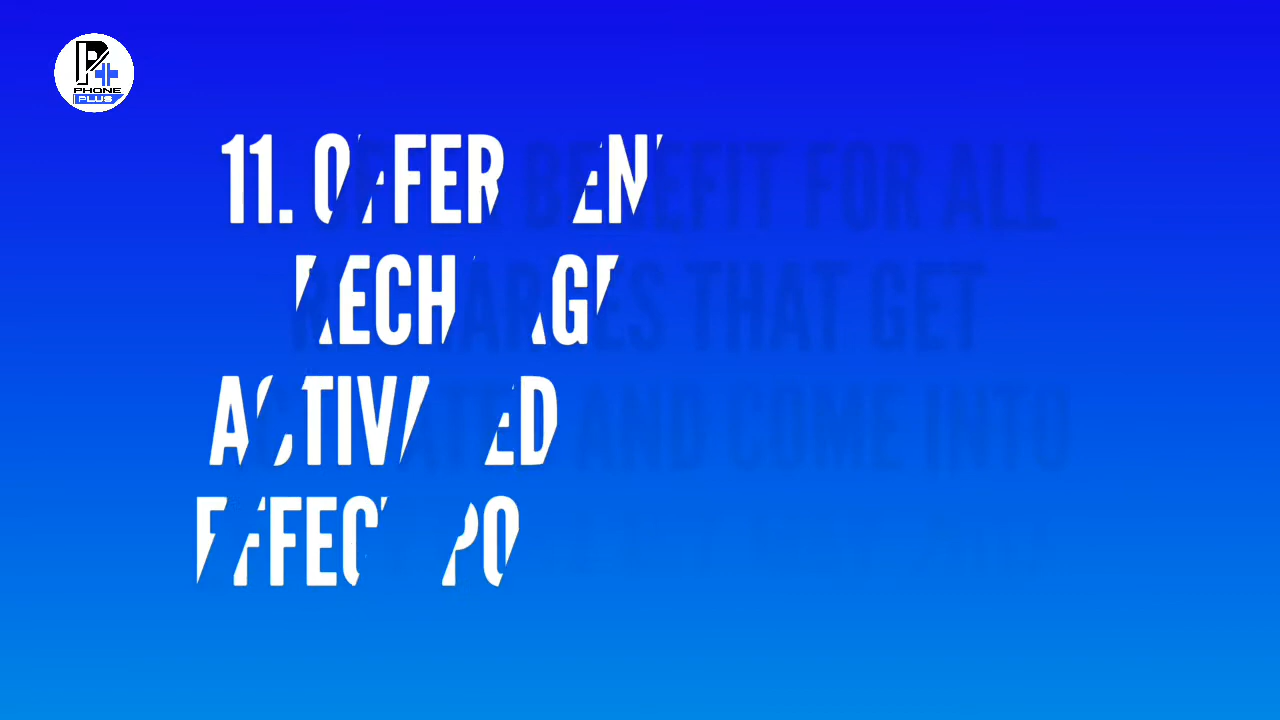 PHONE
PLUS
11. OFFER BENEFIT FOR ALL
RECHARGES THAT GET
ACTIVATED AND COME INTO
EFFECT